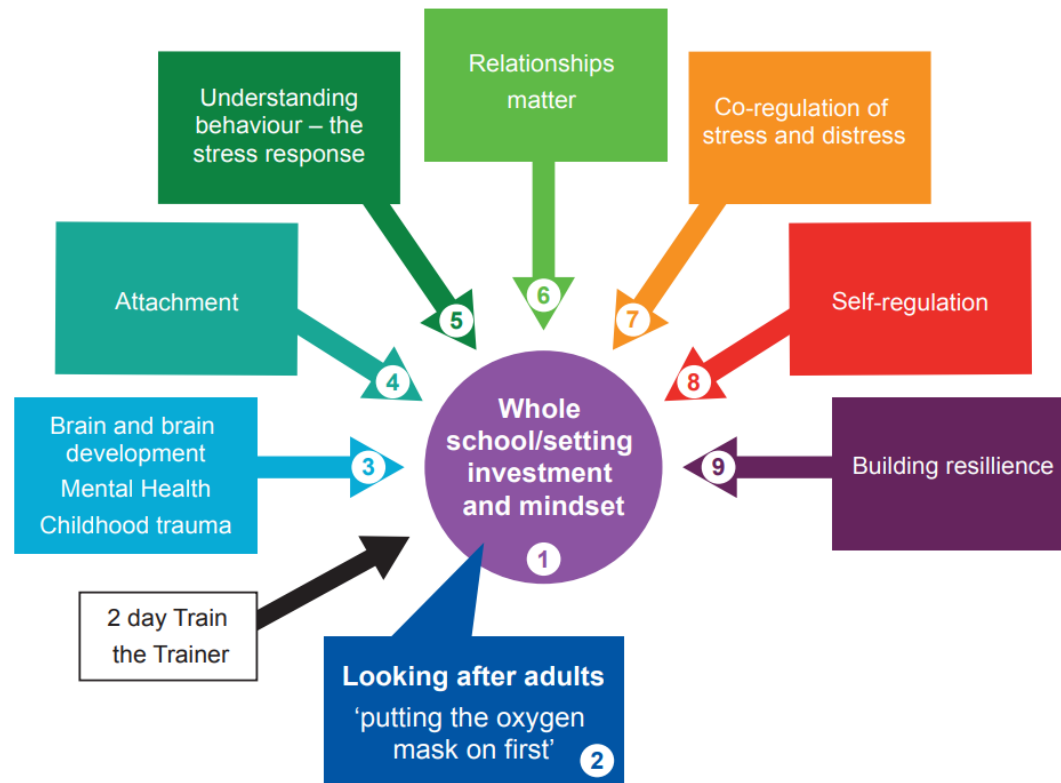 Relationships
matter
Understanding
behaviour – the
stress response
Co-regulation of
stress and distress
Attachment
Self-regulation
6
5
7
4
8
Whole
school/setting
investment
and mindset
1
Brain and brain
development
Mental Health
Childhood trauma
3
9
Building resillience
2 day Train
the Trainer
Looking after adults
‘putting the oxygen
mask on first’
2